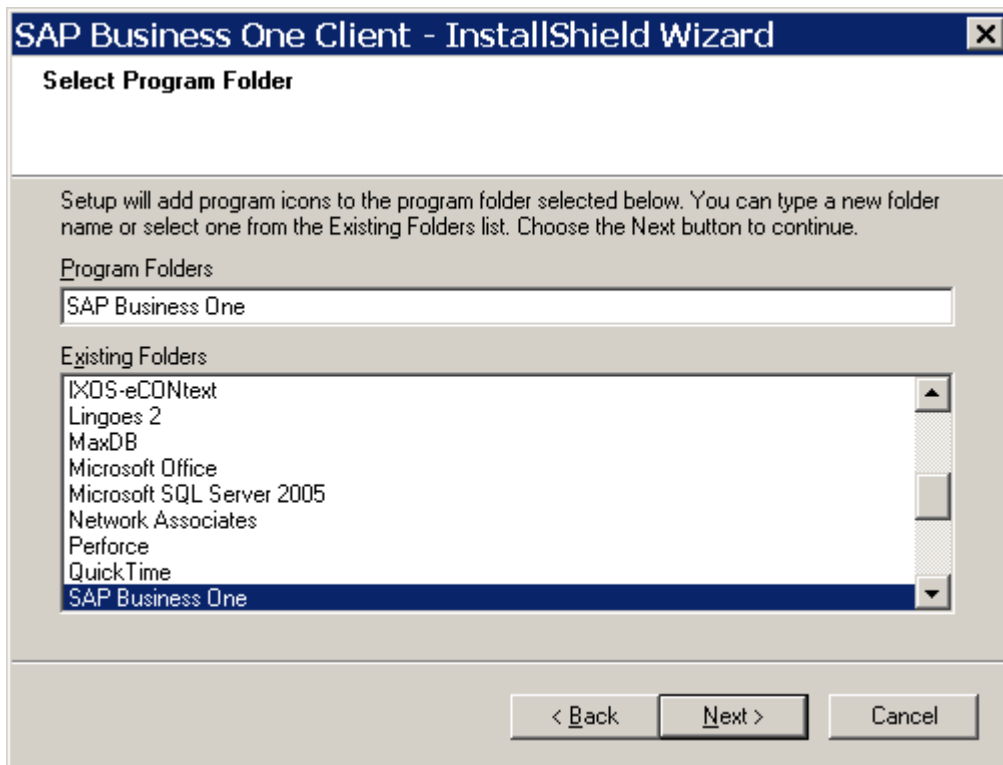 SAP Business One Client - InstallShield Wizard
Select Program Folder
Setup will add program icons to the program folder selected below. You can type a new folder
name or select one from the Existing Folders list. Choose the Next button to continue.
Program Folders
SAP Business One
Existing Folders
IXOS-eCONtext
Lingoes 2
MaxDB
Microsoft Office
Microsoft SQL Server 2005
Network Associates
Perforce
QuickTime
SAP Business One
< Back
Next >
Cancel